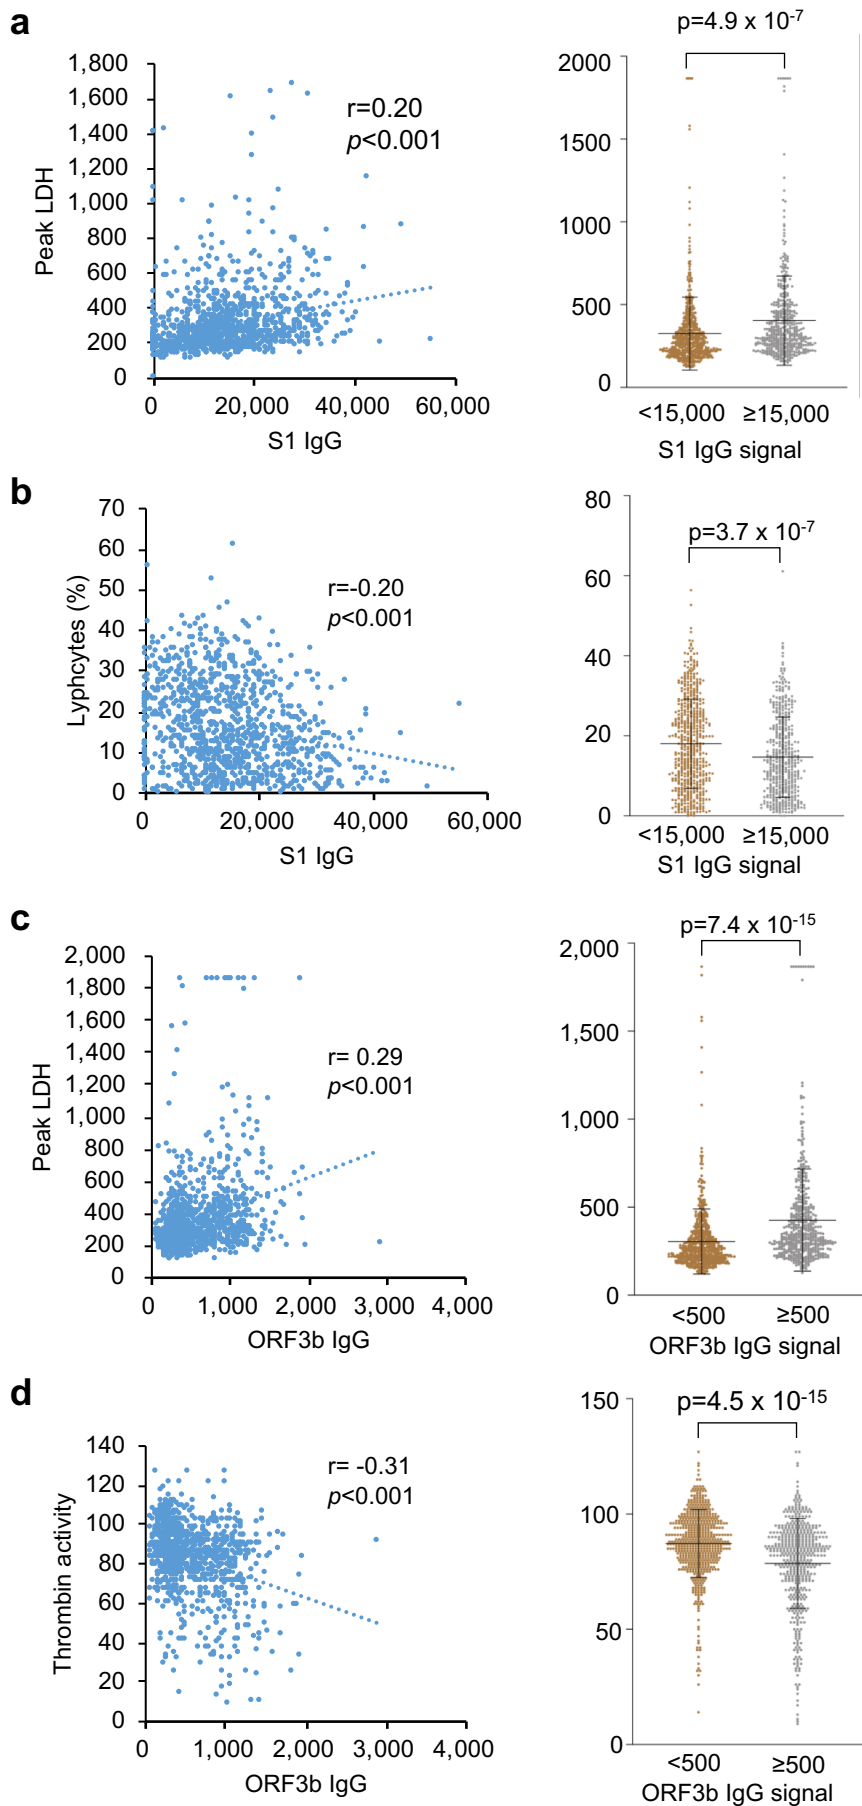 a
Peak LDH
1,800
1,600
1,400
1,200
1,000
800
600
400
200
0
0 20,000 40,000 60,000
S1 IgG
r=0.20
p<0.001
p=4.9 x 10-7
2000
1500
1000
500
0
<15,000 ≥15,000
S1 IgG signal
b
Lyphcytes (%)
70
60
50
40
30
20
10
0
0 20,000 40,000 60,000
S1 IgG
r=-0.20
p<0.001
p=3.7 x 10-7
80
60
40
20
0
<15,000 ≥15,000
S1 IgG signal
c
Peak LDH
2,000
1,800
1,600
1,400
1,200
1,000
800
600
400
200
0
0 1,000 2,000 3,000 4,000
ORF3b IgG
r= 0.29
p<0.001
p=7.4 x 10-15
2,000
1,500
1,000
500
0
<500 ≥500
ORF3b IgG signal
d
Thrombin activity
140
120
100
80
60
40
20
0
0 1,000 2,000 3,000 4,000
ORF3b IgG
r= -0.31
p<0.001
p=4.5 x 10-15
150
100
50
0
<500 ≥500
ORF3b IgG signal